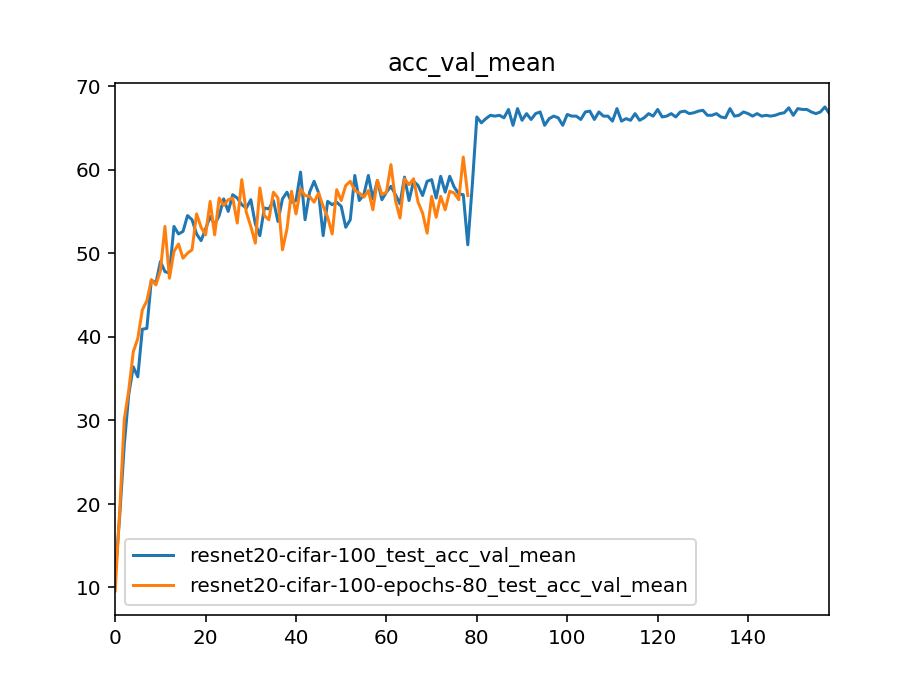 acc_val_mean
70
60
50
40
30
20
10
resnet20-cifar-100_test_acc_val_mean
resnet20-cifar-100-epochs-80_test_acc_val_mean
0 20 40 60 80 100 120 140